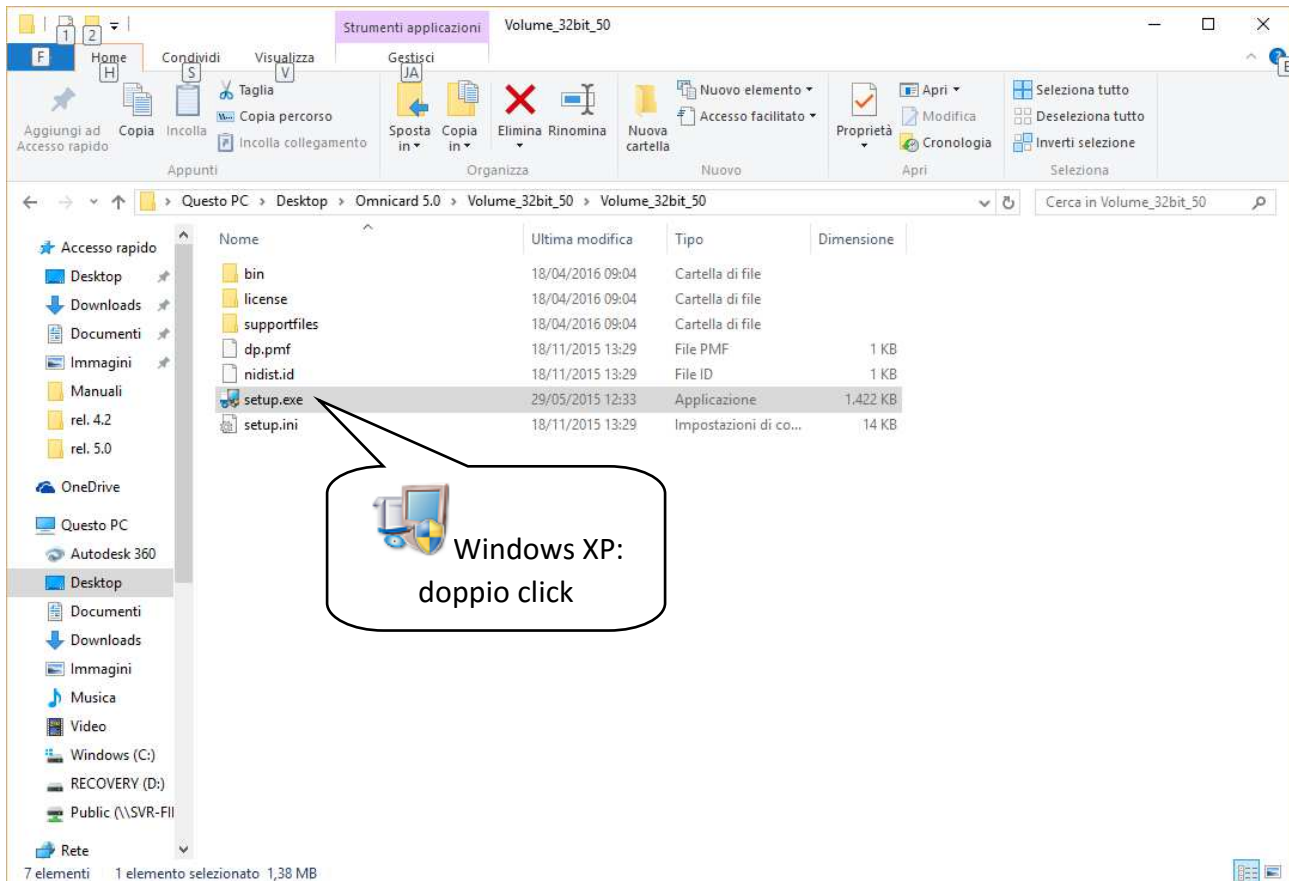 1 2
Strumenti applicazioni Volume_32bit_50
F Home Condividi Visualizza Gestisci
H S V JA E
Aggiungi ad Accesso rapido
Copia
Incolla
Taglia
Copia percorso
Incolla collegamento
Appunti
Sposta in
Copia in
Elimina
Rinomina
Organizza
Nuova cartella
Nuovo elemento
Accesso facilitato
Nuovo
Proprietà
Apri
Modifica
Cronologia
Apri
Seleziona tutto
Deseleziona tutto
Inverti selezione
Seleziona
Questo PC > Desktop > Omnicard 5.0 > Volume_32bit_50 > Volume_32bit_50
Cerca in Volume_32bit_50
Accesso rapido
Desktop
Downloads
Documenti
Immagini
Manuali
rel. 4.2
rel. 5.0
OneDrive
Questo PC
Autodesk 360
Desktop
Documenti
Downloads
Immagini
Musica
Video
Windows (C:)
RECOVERY (D:)
Public (\\SVR-FII
Rete
Nome Ultima modifica Tipo Dimensione
bin 18/04/2016 09:04 Cartella di file
license 18/04/2016 09:04 Cartella di file
supportfiles 18/04/2016 09:04 Cartella di file
dp.pmf 18/11/2015 13:29 File PMF 1 KB
nidist.id 18/11/2015 13:29 File ID 1 KB
setup.exe 29/05/2015 12:33 Applicazione 1.422 KB
setup.ini 18/11/2015 13:29 Impostazioni di co... 14 KB
Windows XP:
doppio click
7 elementi 1 elemento selezionato 1,38 MB